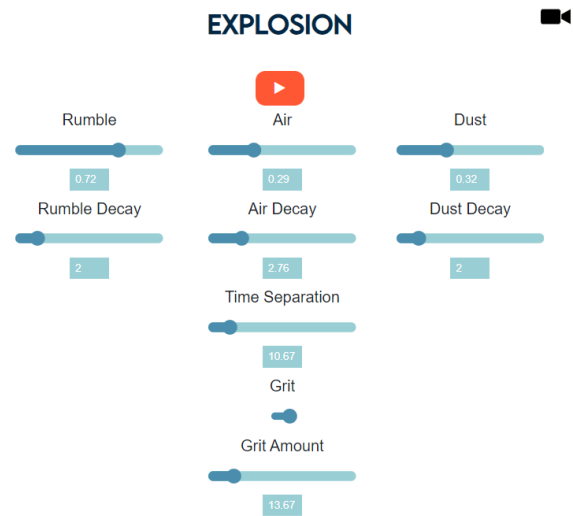 EXPLOSION
Rumble Air Dust
0.72 0.29 0.32
Rumble Decay Air Decay Dust Decay
2 2.76 2
Time Separation
10.67
Grit
Grit Amount
13.67